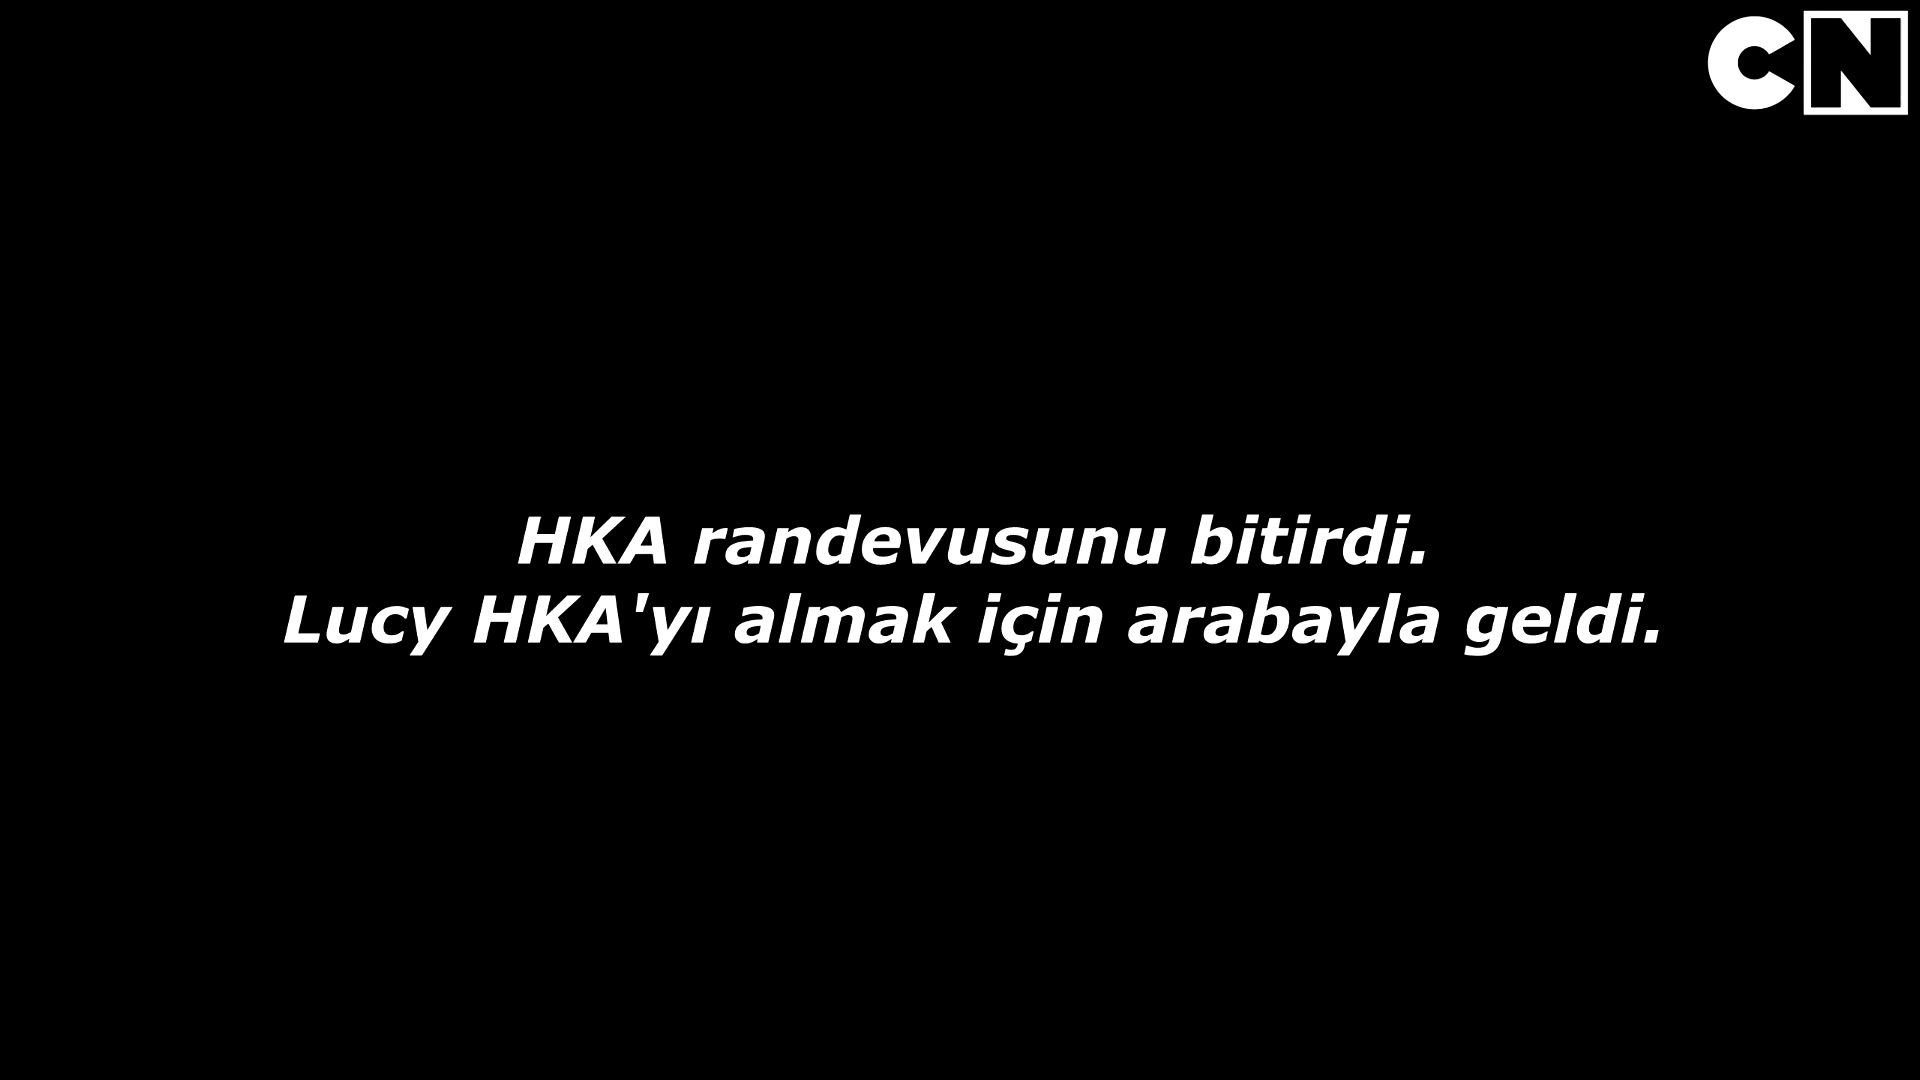 CN
HKA randevusunu bitirdi.
Lucy HKA'yı almak için arabayla geldi.